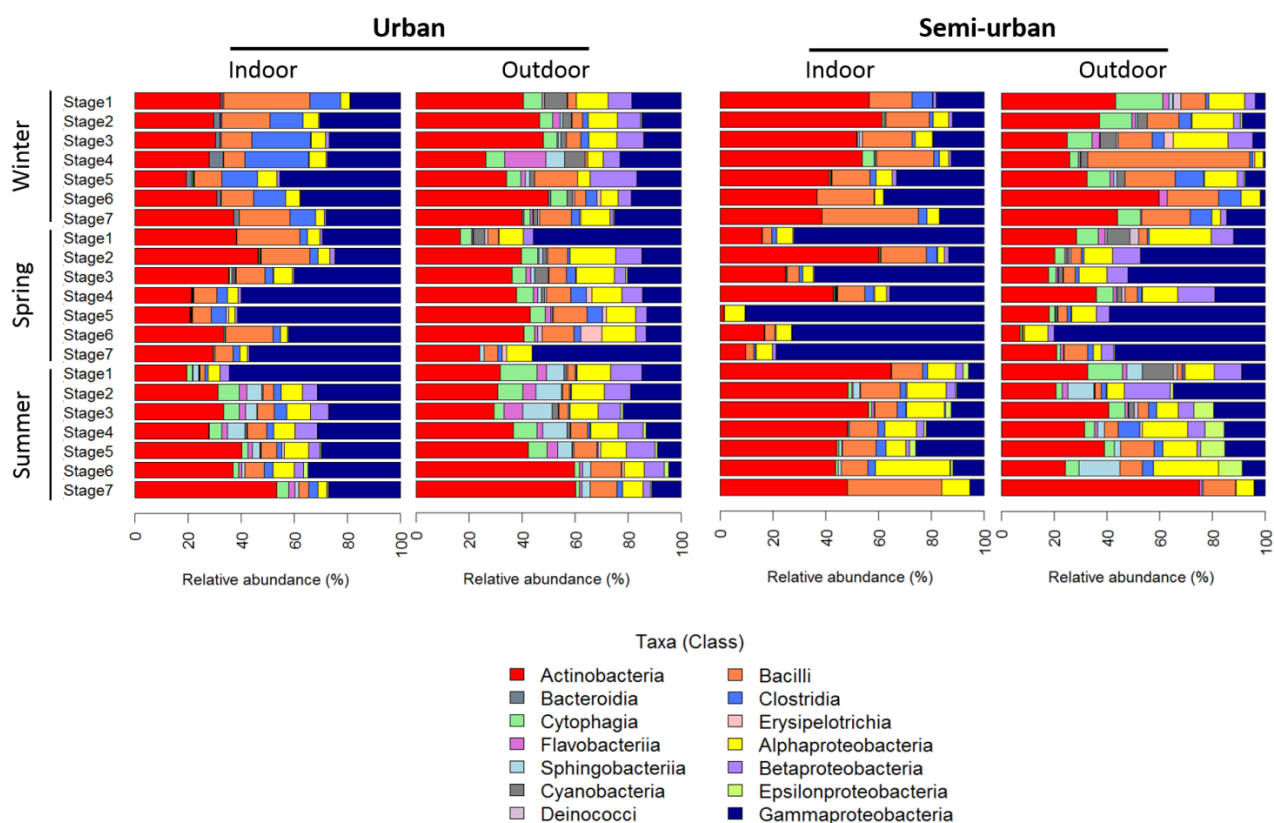 Urban Semi-urban
Indoor Outdoor Indoor Outdoor
Winter
Stage1
Stage2
Stage3
Stage4
Stage5
Stage6
Stage7
Spring
Stage1
Stage2
Stage3
Stage4
Stage5
Stage6
Stage7
Summer
Stage1
Stage2
Stage3
Stage4
Stage5
Stage6
Stage7
0 20 40 60 80 100 0 20 40 60 80 100 0 20 40 60 80 100 0 20 40 60 80 100
Relative abundance (%) Relative abundance (%) Relative abundance (%) Relative abundance (%)
Taxa (Class)
Actinobacteria Bacilli
Bacteroidia Clostridia
Cytophagia Erysipelotrichia
Flavobacteriia Alphaproteobacteria
Sphingobacteriia Betaproteobacteria
Cyanobacteria Epsilonproteobacteria
Deinococci Gammaproteobacteria